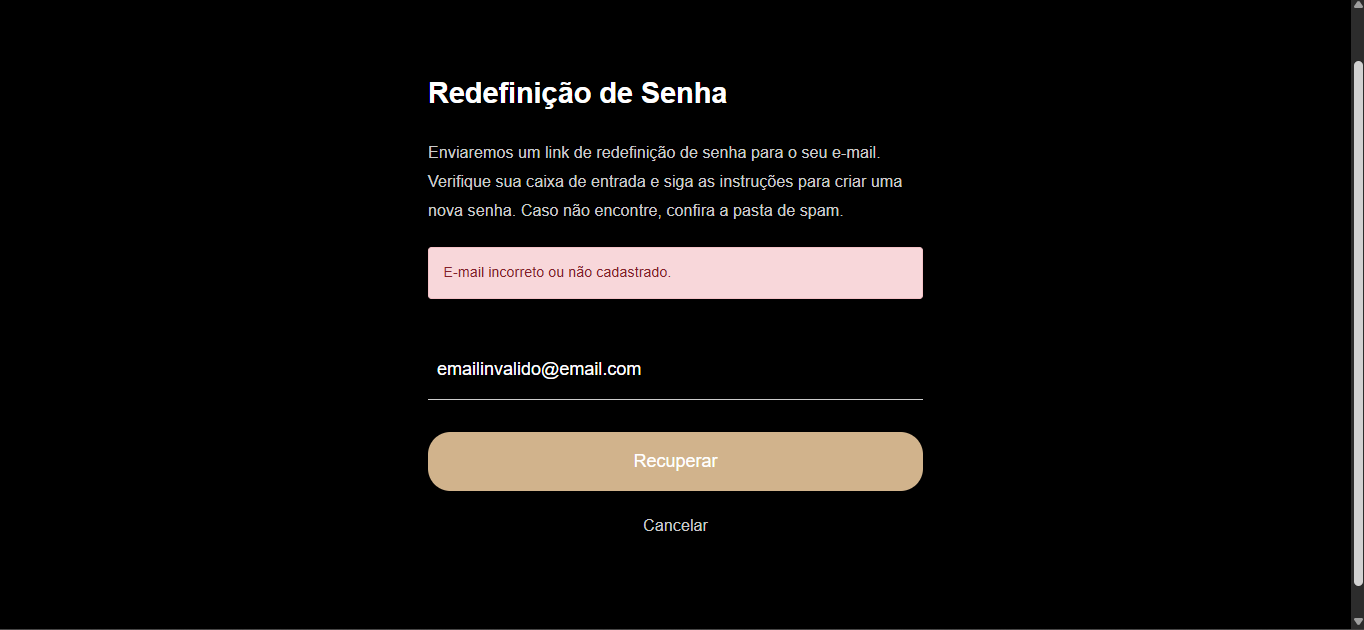 Redefinição de Senha
Enviaremos um link de redefinição de senha para o seu e-mail.
Verifique sua caixa de entrada e siga as instruções para criar uma
nova senha. Caso não encontre, confira a pasta de spam.
E-mail incorreto ou não cadastrado.
emailinvalido@email.com
Recuperar
Cancelar